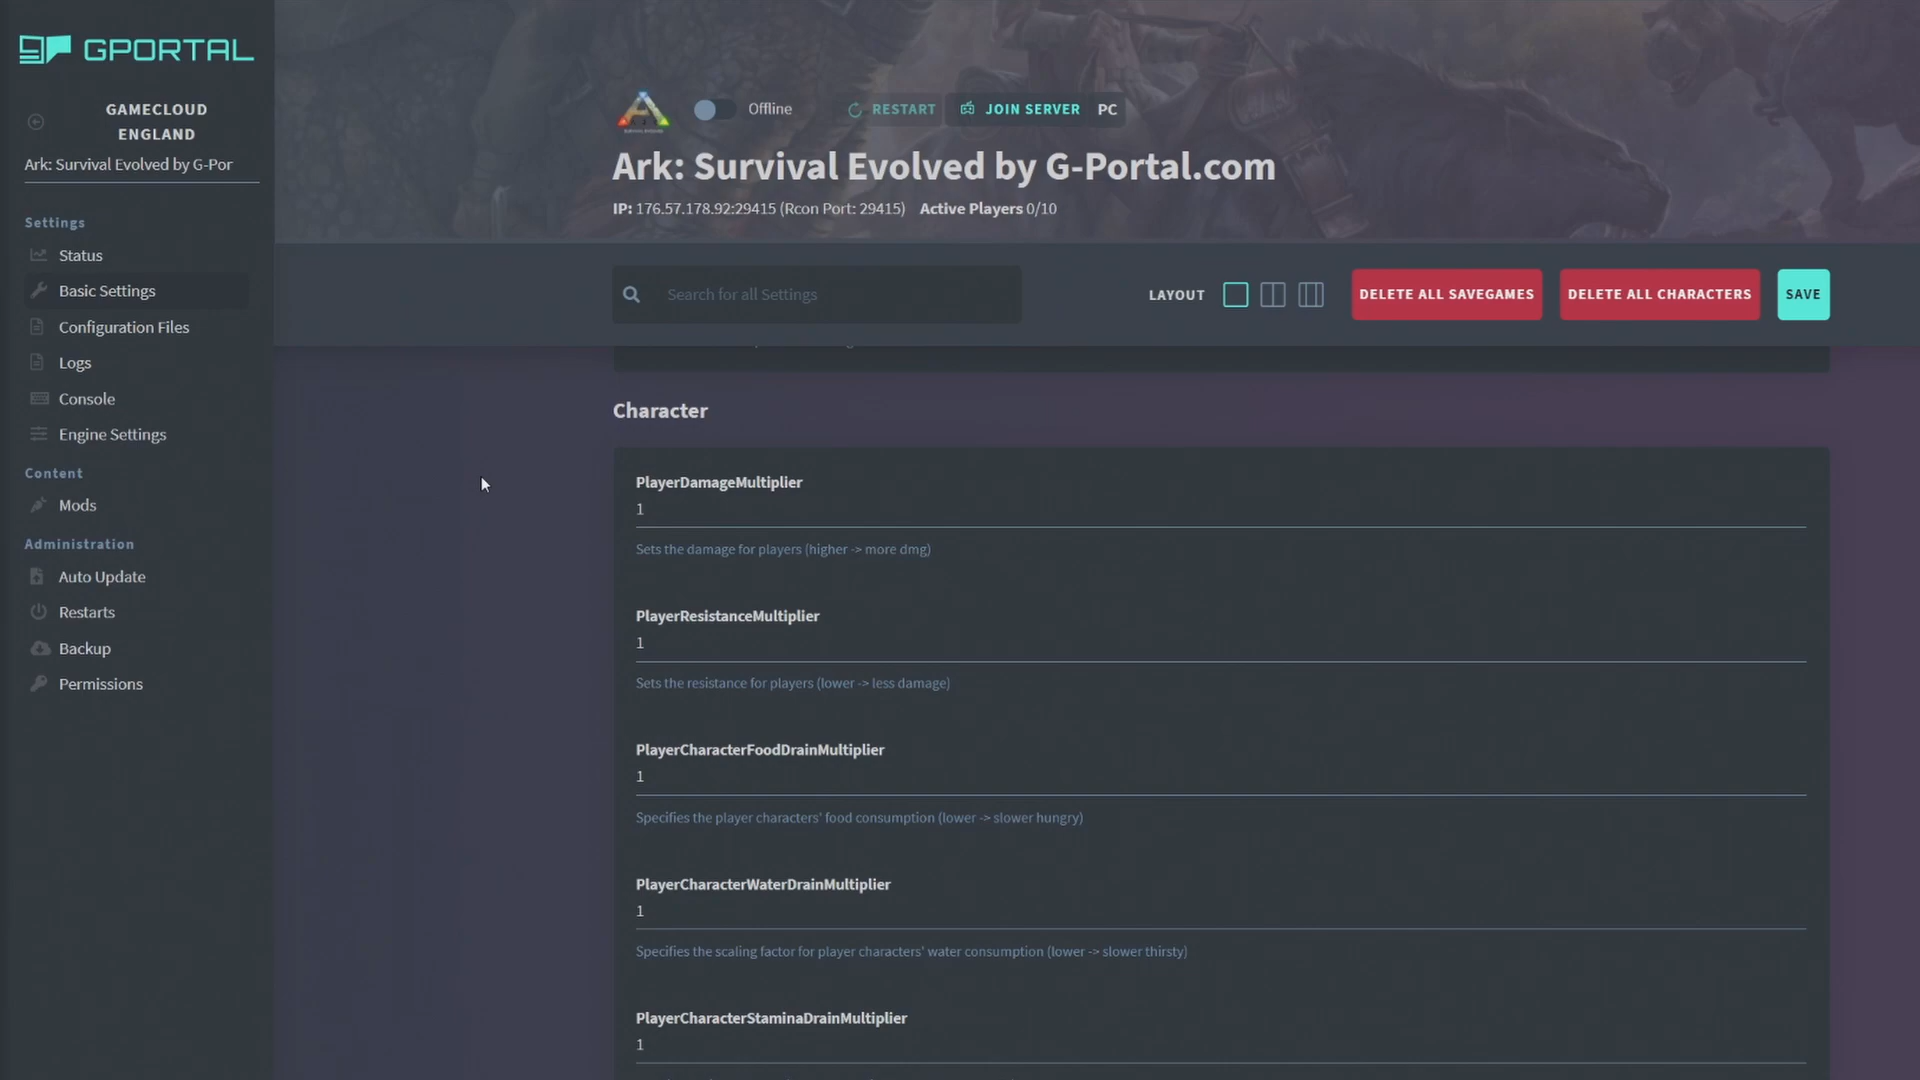 GPORTAL
GAMECLOUD
ENGLAND
Ark: Survival Evolved by G-Por
Settings
Status
Basic Settings
Configuration Files
Logs
Console
Engine Settings
Content
Mods
Administration
Auto Update
Restarts
Backup
Permissions
Offline
RESTART
JOIN SERVER PC
Ark: Survival Evolved by G-Portal.com
IP: 176.57.178.92:29415 (Rcon Port: 29415) Active Players 0/10
Search for all Settings
LAYOUT
DELETE ALL SAVEGAMES
DELETE ALL CHARACTERS
SAVE
Character
PlayerDamageMultiplier
1
Sets the damage for players (higher -> more dmg)
PlayerResistanceMultiplier
1
Sets the resistance for players (lower -> less damage)
PlayerCharacterFoodDrainMultiplier
1
Specifies the player characters' food consumption (lower -> slower hungry)
PlayerCharacterWaterDrainMultiplier
1
Specifies the scaling factor for player characters' water consumption (lower -> slower thirsty)
PlayerCharacterStaminaDrainMultiplier
1